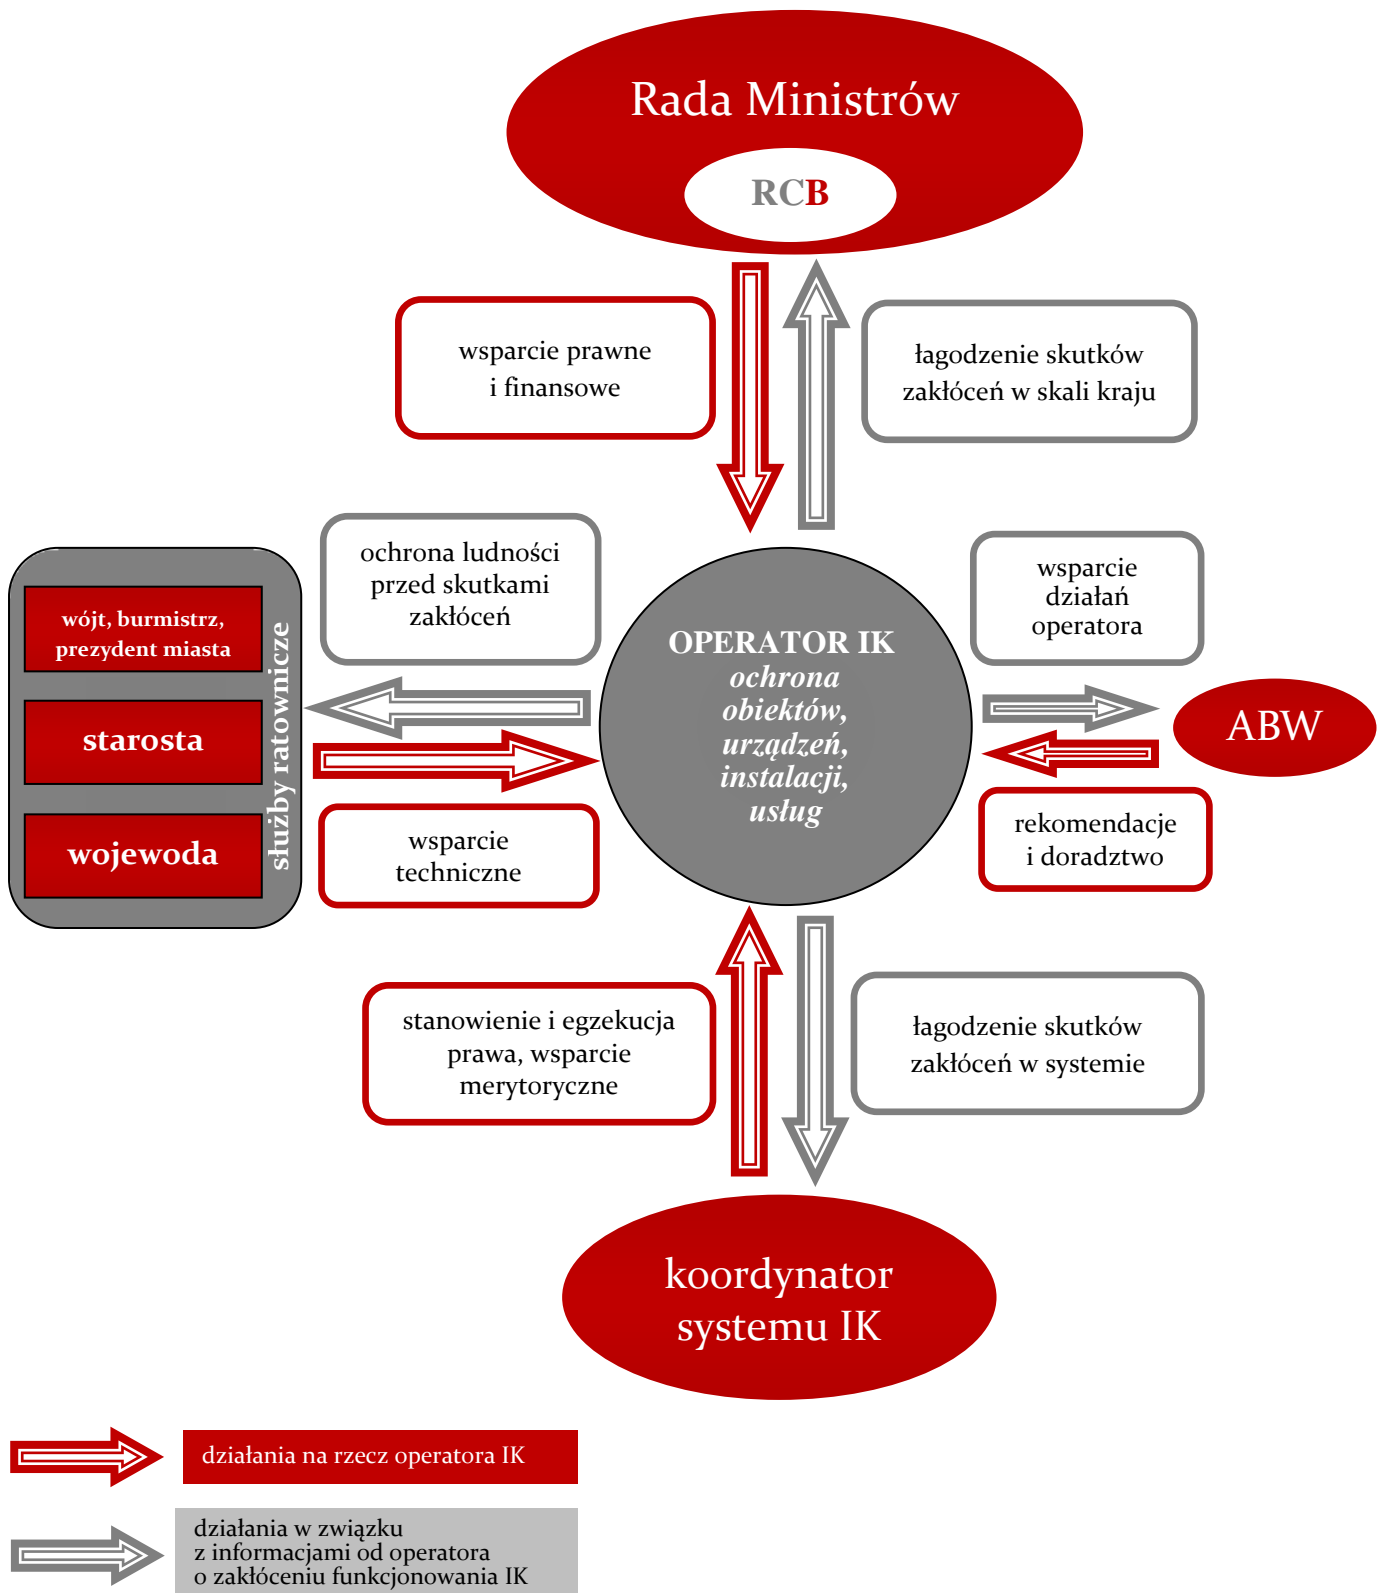 Rada Ministrów
RCB
wsparcie prawne
i finansowe
łagodzenie skutków
zakłóceń w skali kraju
ochrona ludności
przed skutkami
zakłóceń
wsparcie
działań
operatora
wójt, burmistrz,
prezydent miasta
starosta
wojewoda
służby ratownicze
OPERATOR IK
ochrona
obiektów,
urządzeń,
instalacji,
usług
ABW
wsparcie
techniczne
rekomendacje
i doradztwo
stanowienie i egzekucja
prawa, wsparcie
merytoryczne
łagodzenie skutków
zakłóceń w systemie
koordynator
systemu IK
działania na rzecz operatora IK
działania w związku
z informacjami od operatora
o zakłóceniu funkcjonowania IK